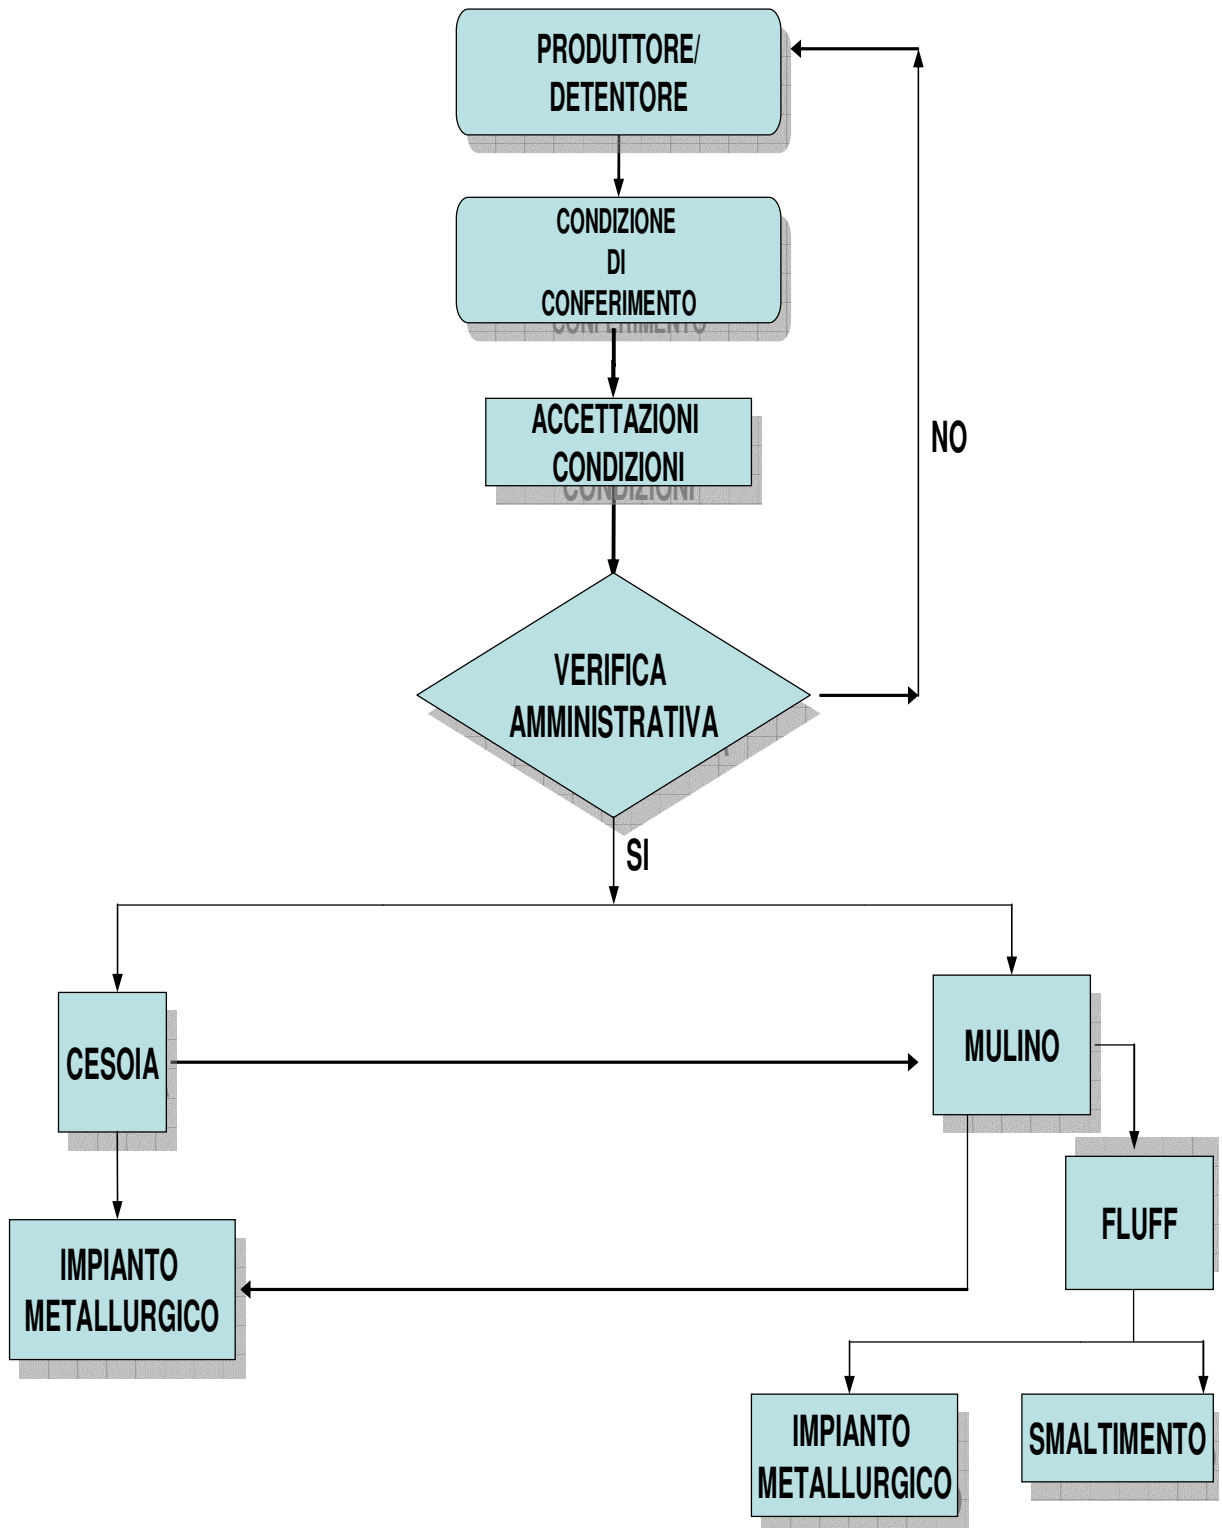 PRODUTTORE/
DETENTORE
CONDIZIONE
DI
CONFERIMENTO
ACCETTAZIONI
CONDIZIONI
NO
VERIFICA
AMMINISTRATIVA
SI
CESOIA
MULINO
FLUFF
IMPIANTO
METALLURGICO
IMPIANTO
METALLURGICO
SMALTIMENTO